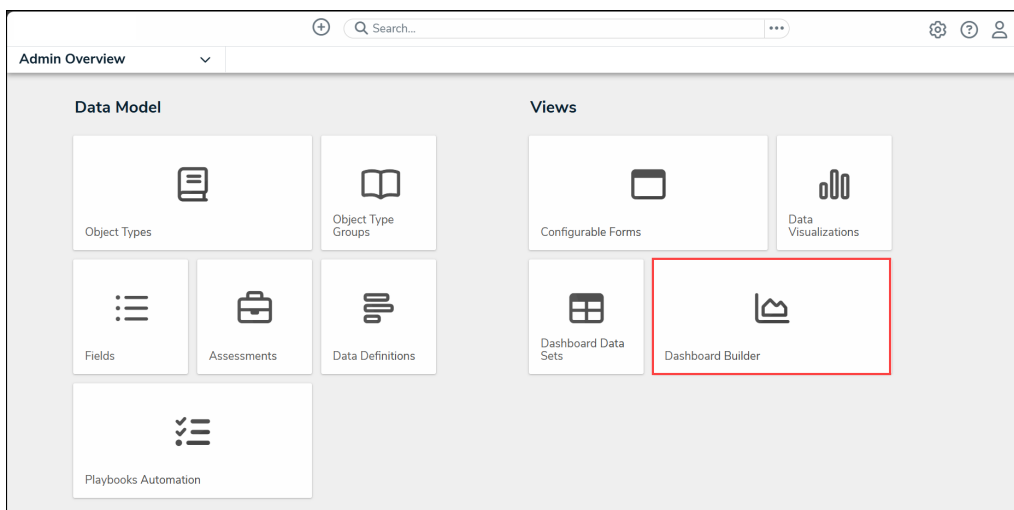 Search...
Admin Overview
Data Model
Object Types
Object Type
Groups
Fields
Assessments
Data Definitions
Playbooks Automation
Views
Configurable Forms
Data
Visualizations
Dashboard Data
Sets
Dashboard Builder